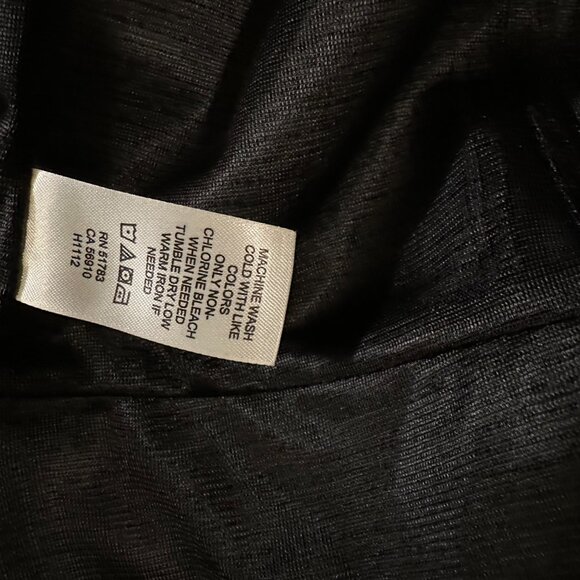 MACHINE WASH
COLD WITH LIKE
COLORS
ONLY NON-
CHLORINE BLEACH
WHEN NEEDED
TUMBLE DRY LOW
WARM IRON IF
NEEDED
RN 51783
CA 56910
H1112